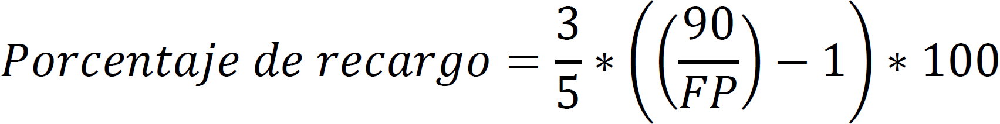 Porcentaje de recargo = 3/5 * ((90/FP) − 1) * 100